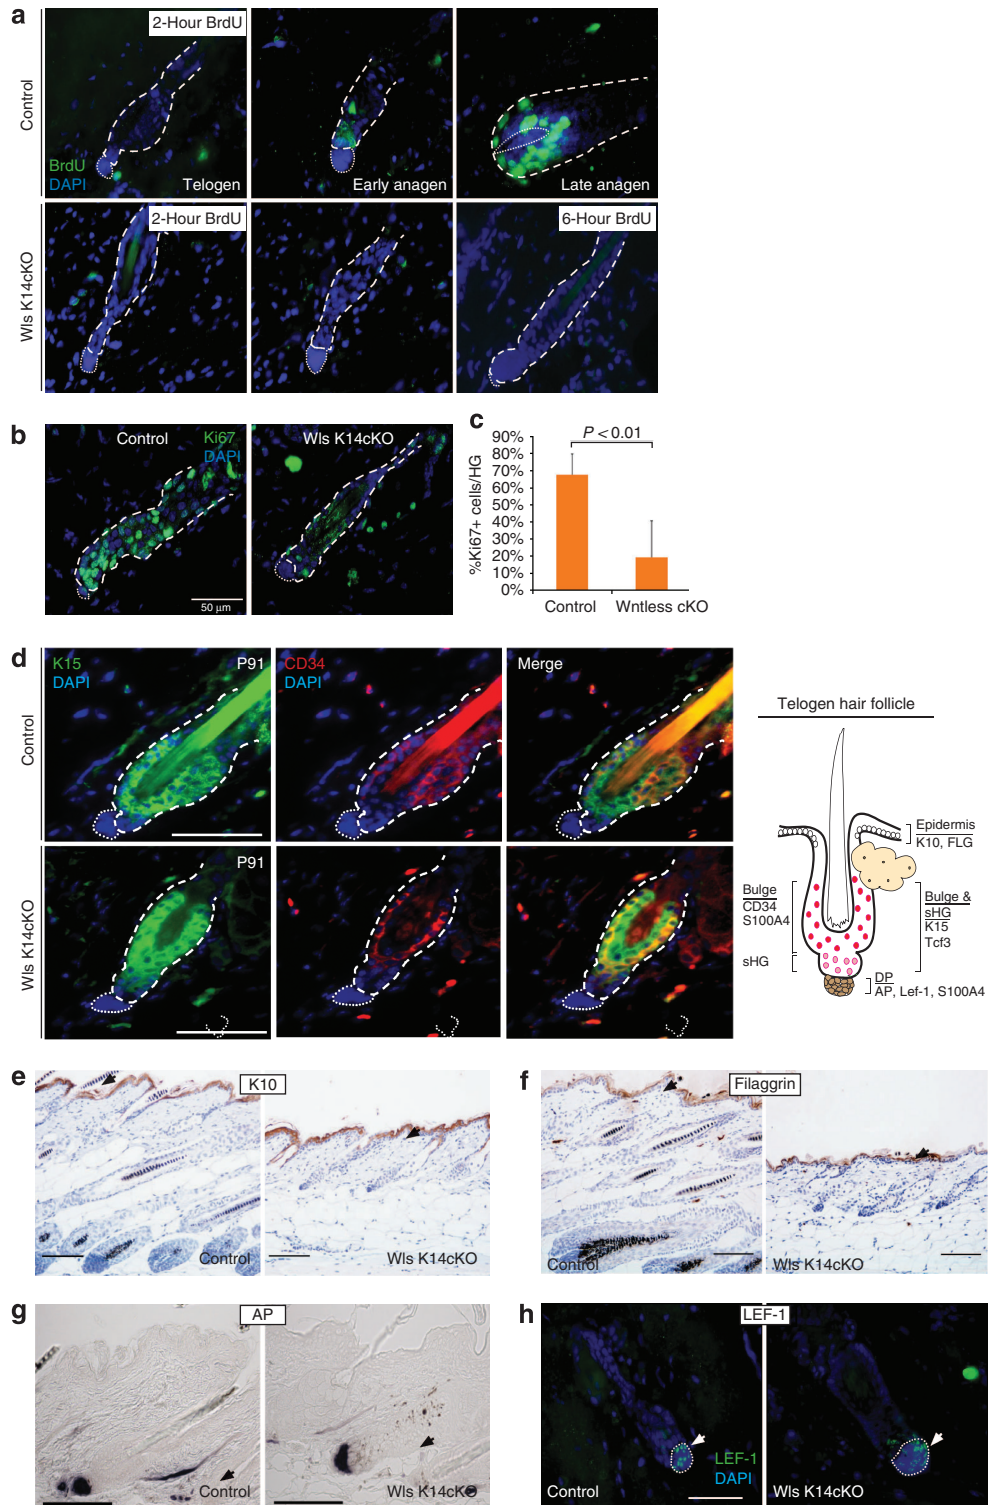 a
2-Hour BrdU
Control
BrdU
DAPI
Telogen
Early anagen
Late anagen
2-Hour BrdU
6-Hour BrdU
Wls K14cKO
b
Control
Ki67
DAPI
Wls K14cKO
50 μm
c
90%
80%
70%
60%
50%
40%
30%
20%
10%
0%
%Ki67+ cells/HG
P < 0.01
Control
Wntless cKO
d
K15
DAPI
P91
CD34
DAPI
Merge
Control
P91
Wls K14cKO
Telogen hair follicle
Epidermis
K10, FLG
Bulge
CD34
S100A4
Bulge &
sHG
K15
Tcf3
sHG
DP
AP, Lef-1, S100A4
e
K10
Control
Wls K14cKO
f
Filaggrin
Control
Wls K14cKO
g
AP
Control
Wls K14cKO
h
LEF-1
LEF-1
DAPI
Control
Wls K14cKO